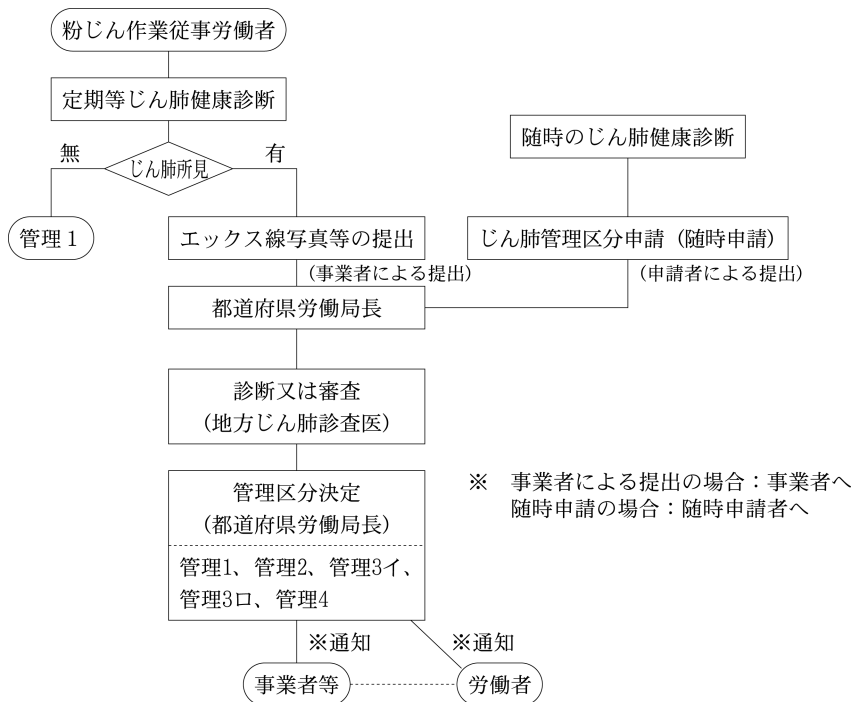 粉じん作業従事労働者
定期等じん肺健康診断
随時のじん肺健康診断
無
じん肺所見
有
管理1
エックス線写真等の提出
じん肺管理区分申請（随時申請）
（事業者による提出）
（申請者による提出）
都道府県労働局長
診断又は審査
（地方じん肺診査医）
管理区分決定
（都道府県労働局長）
管理1、管理2、管理3イ、
管理3ロ、管理4
※　事業者による提出の場合：事業者へ
随時申請の場合：随時申請者へ
※通知
※通知
事業者等
労働者